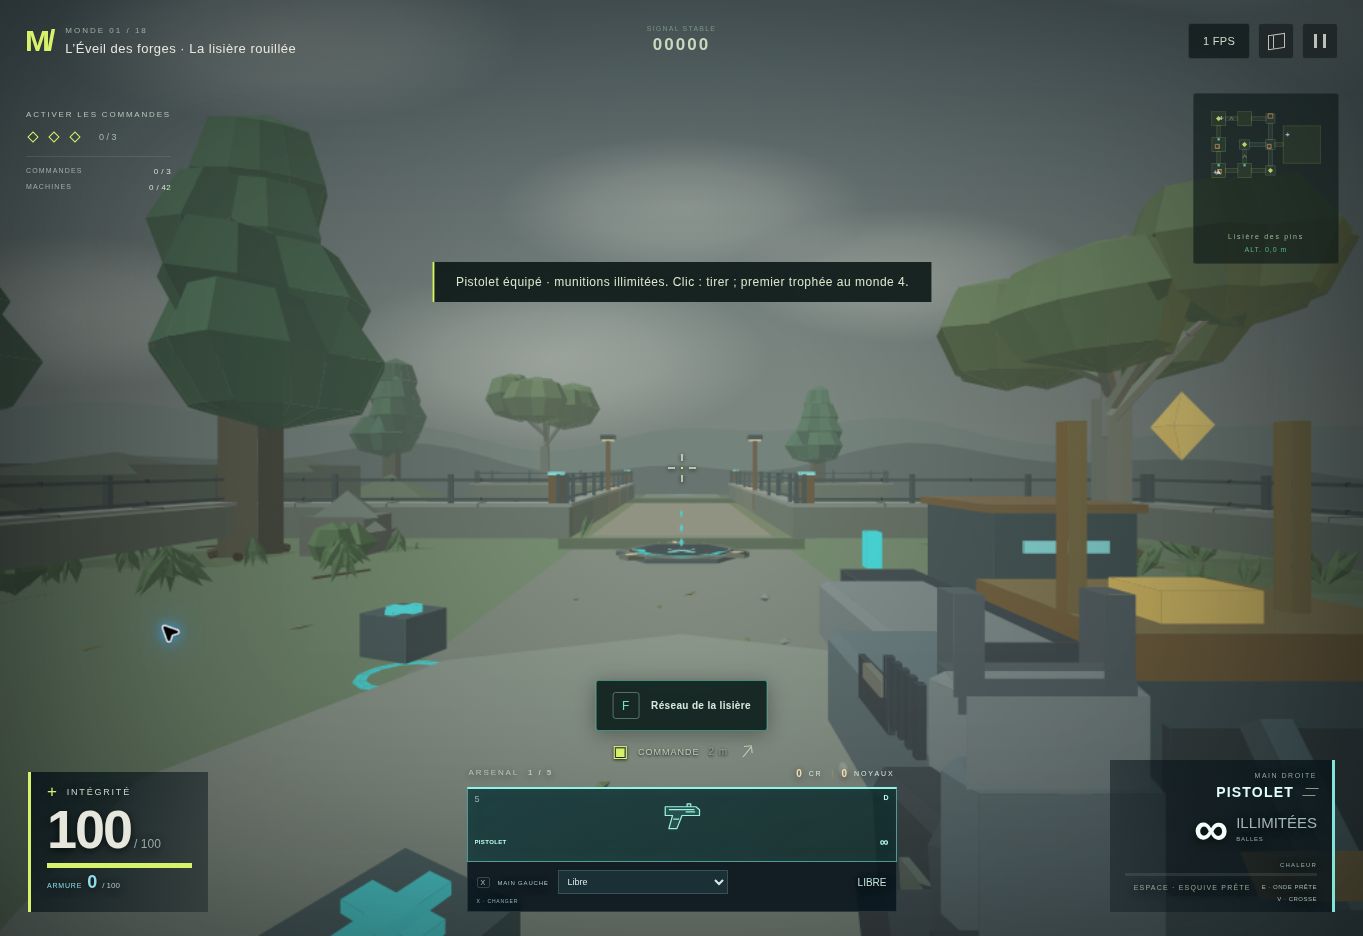 M/
MONDE 01 / 18
L'Éveil des forges · La lisière rouillée
SIGNAL STABLE
00000
1 FPS
ACTIVER LES COMMANDES
0 / 3
COMMANDES 0 / 3
MACHINES 0 / 42
Lisière des pins
ALT. 0,0 m
Pistolet équipé · munitions illimitées. Clic : tirer ; premier trophée au monde 4.
F Réseau de la lisière
COMMANDE 2 m
ARSENAL 1 / 5
0 CR 0 NOYAUX
5 D
PISTOLET ∞
X MAIN GAUCHE Libre LIBRE
X · CHANGER
+ INTÉGRITÉ
100 / 100
ARMURE 0 / 100
MAIN DROITE
PISTOLET
∞ ILLIMITÉES
BALLES
CHALEUR
ESPACE · ESQUIVE PRÊTE E · ONDE PRÊTE
V · CROSSE